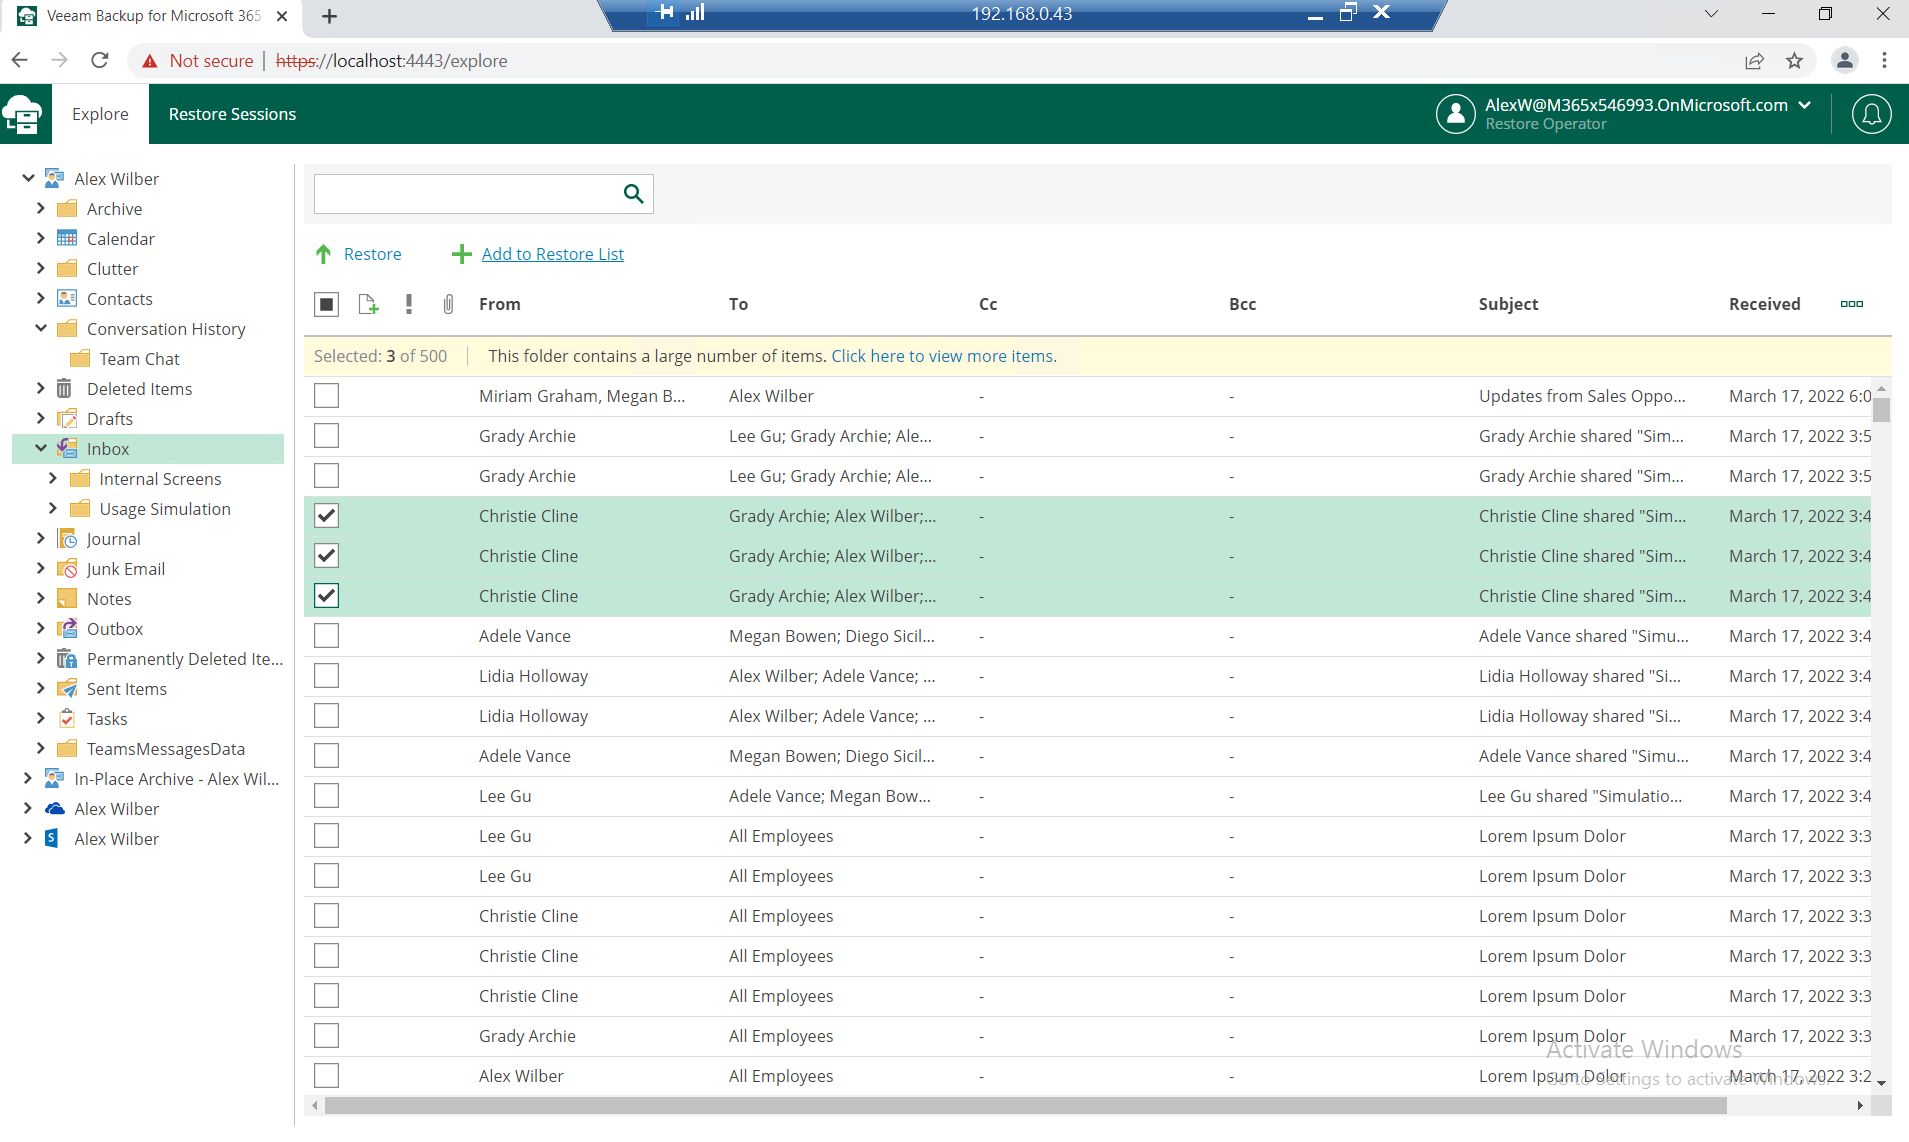 Veeam Backup for Microsoft 365
192.168.0.43
Not secure | https://localhost:4443/explore
Explore
Restore Sessions
AlexW@M365x546993.OnMicrosoft.com
Restore Operator
Alex Wilber
Archive
Calendar
Clutter
Contacts
Conversation History
Team Chat
Deleted Items
Drafts
Inbox
Internal Screens
Usage Simulation
Journal
Junk Email
Notes
Outbox
Permanently Deleted Ite...
Sent Items
Tasks
TeamsMessagesData
In-Place Archive - Alex Wil...
Alex Wilber
Alex Wilber
Restore
Add to Restore List
From To Cc Bcc Subject Received
Selected: 3 of 500 This folder contains a large number of items. Click here to view more items.
Miriam Graham, Megan B... Alex Wilber - - Updates from Sales Oppo... March 17, 2022 6:0
Grady Archie Lee Gu; Grady Archie; Ale... - - Grady Archie shared "Sim... March 17, 2022 3:5
Grady Archie Lee Gu; Grady Archie; Ale... - - Grady Archie shared "Sim... March 17, 2022 3:5
Christie Cline Grady Archie; Alex Wilber;... - - Christie Cline shared "Sim... March 17, 2022 3:4
Christie Cline Grady Archie; Alex Wilber;... - - Christie Cline shared "Sim... March 17, 2022 3:4
Christie Cline Grady Archie; Alex Wilber;... - - Christie Cline shared "Sim... March 17, 2022 3:4
Adele Vance Megan Bowen; Diego Sicil... - - Adele Vance shared "Simu... March 17, 2022 3:4
Lidia Holloway Alex Wilber; Adele Vance; ... - - Lidia Holloway shared "Si... March 17, 2022 3:4
Lidia Holloway Alex Wilber; Adele Vance; ... - - Lidia Holloway shared "Si... March 17, 2022 3:4
Adele Vance Megan Bowen; Diego Sicil... - - Adele Vance shared "Simu... March 17, 2022 3:4
Lee Gu Adele Vance; Megan Bow... - - Lee Gu shared "Simulatio... March 17, 2022 3:4
Lee Gu All Employees - - Lorem Ipsum Dolor March 17, 2022 3:3
Lee Gu All Employees - - Lorem Ipsum Dolor March 17, 2022 3:3
Christie Cline All Employees - - Lorem Ipsum Dolor March 17, 2022 3:3
Christie Cline All Employees - - Lorem Ipsum Dolor March 17, 2022 3:3
Christie Cline All Employees - - Lorem Ipsum Dolor March 17, 2022 3:3
Grady Archie All Employees - - Lorem Ipsum Dolor March 17, 2022 3:3
Activate Windows
Alex Wilber All Employees - - Lorem Ipsum Dolor March 17, 2022 3:2
Go to Settings to activate Windows.